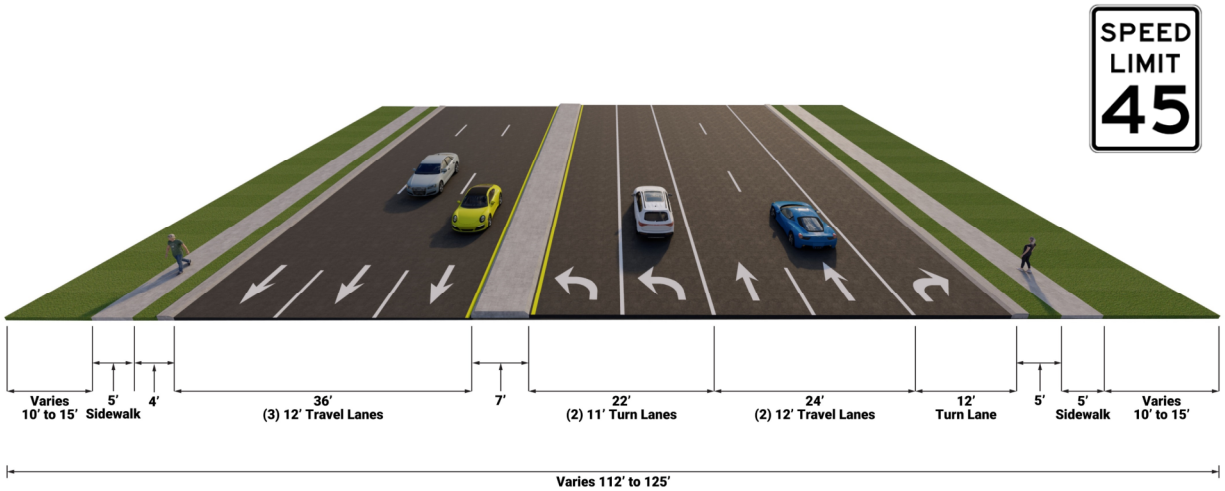 SPEED
LIMIT
45
Varies
10’ to 15’
5’
Sidewalk
4’
36’
(3) 12’ Travel Lanes
7’
22’
(2) 11’ Turn Lanes
24’
(2) 12’ Travel Lanes
12’
Turn Lane
5’
5’
Sidewalk
Varies
10’ to 15’
Varies 112’ to 125’